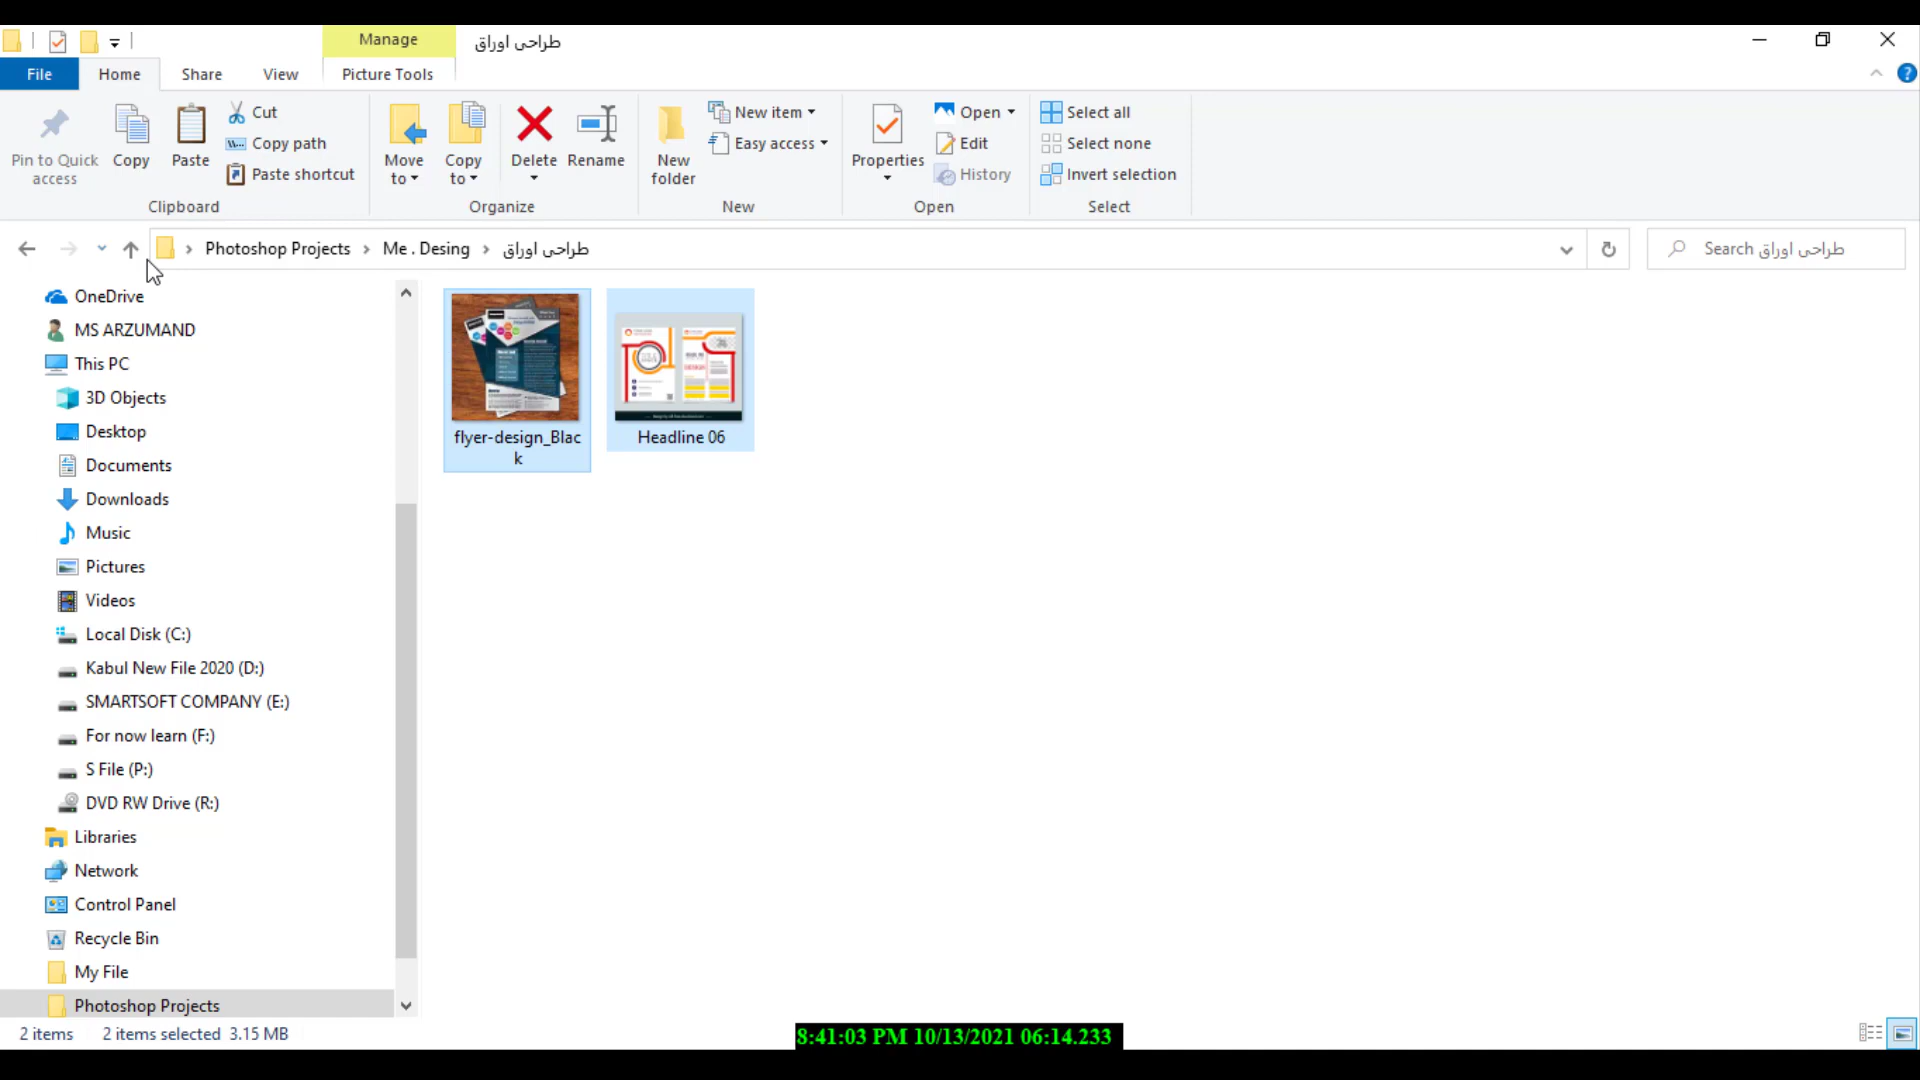 Manage
طراحی اوراق
File
Home
Share
View
Picture Tools
Pin to Quick access
Copy
Paste
Cut
Copy path
Paste shortcut
Clipboard
Move to
Copy to
Delete
Rename
Organize
New folder
New item
Easy access
New
Properties
Open
Edit
History
Open
Select all
Select none
Invert selection
Select
Photoshop Projects
Me . Desing
طراحی اوراق
Search طراحی اوراق
OneDrive
MS ARZUMAND
This PC
3D Objects
Desktop
Documents
Downloads
Music
Pictures
Videos
Local Disk (C:)
Kabul New File 2020 (D:)
SMARTSOFT COMPANY (E:)
For now learn (F:)
S File (P:)
DVD RW Drive (R:)
Libraries
Network
Control Panel
Recycle Bin
My File
Photoshop Projects
flyer-design_Blac
k
Headline 06
2 items
2 items selected 3.15 MB
8:41:03 PM 10/13/2021 06:14.233